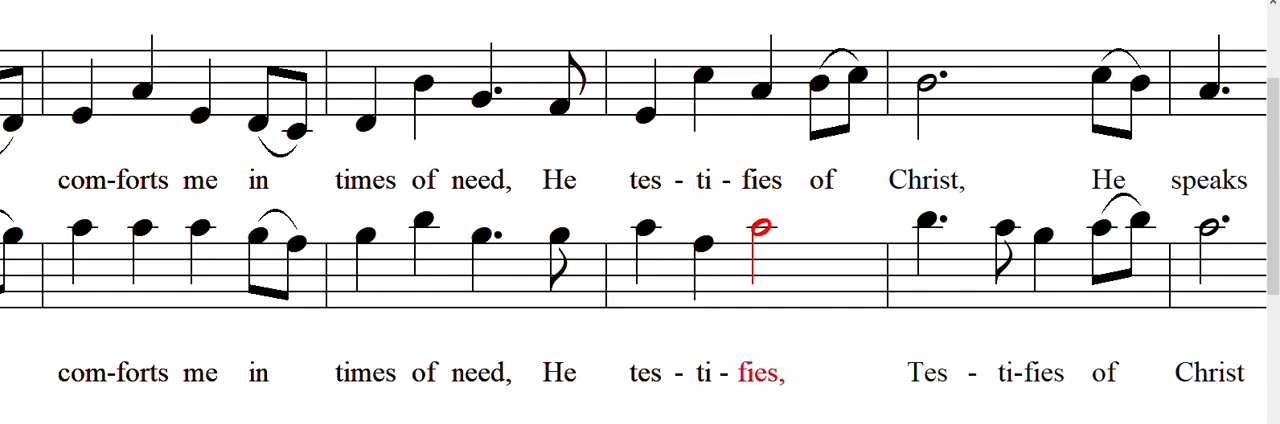 com-forts me in times of need, He tes - ti - fies of Christ, He speaks
com-forts me in times of need, He tes - ti - fies, Tes - ti-fies of Christ